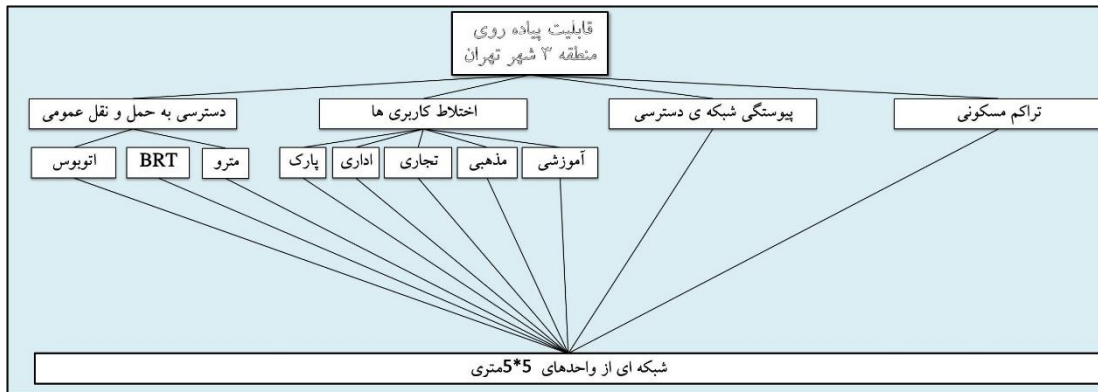 قابلیت پیاده روی
منطقه ۳ شهر تهران
تراکم مسکونی
پیوستگی شبکه ی دسترسی
اختلاط کاربری ها
دسترسی به حمل و نقل عمومی
آموزشی
مذهبی
تجاری
اداری
پارک
مترو
BRT
اتوبوس
شبکه ای از واحدهای 5*5متری